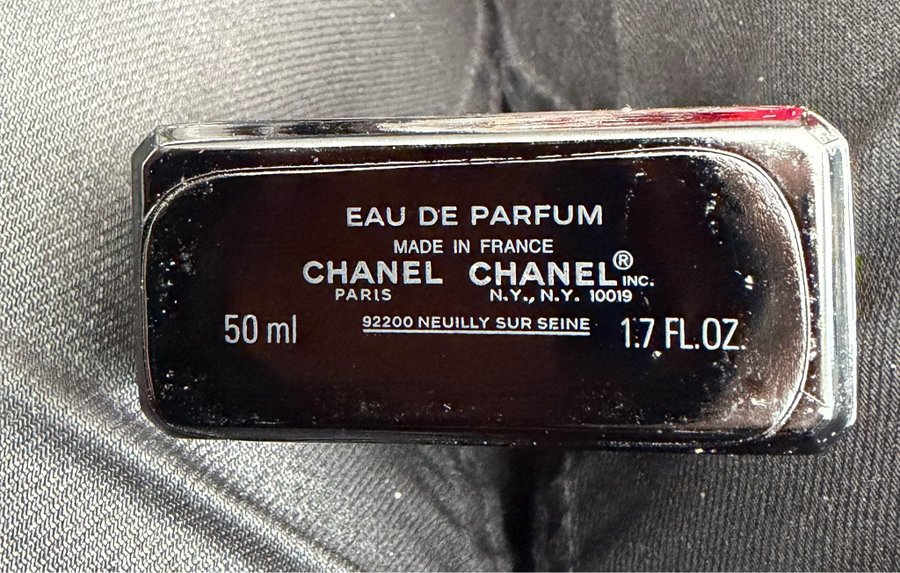 EAU DE PARFUM
MADE IN FRANCE
CHANEL CHANEL® INC.
PARIS N.Y., N.Y. 10019
50 ml 92200 NEUILLY SUR SEINE 1.7 FL.OZ.